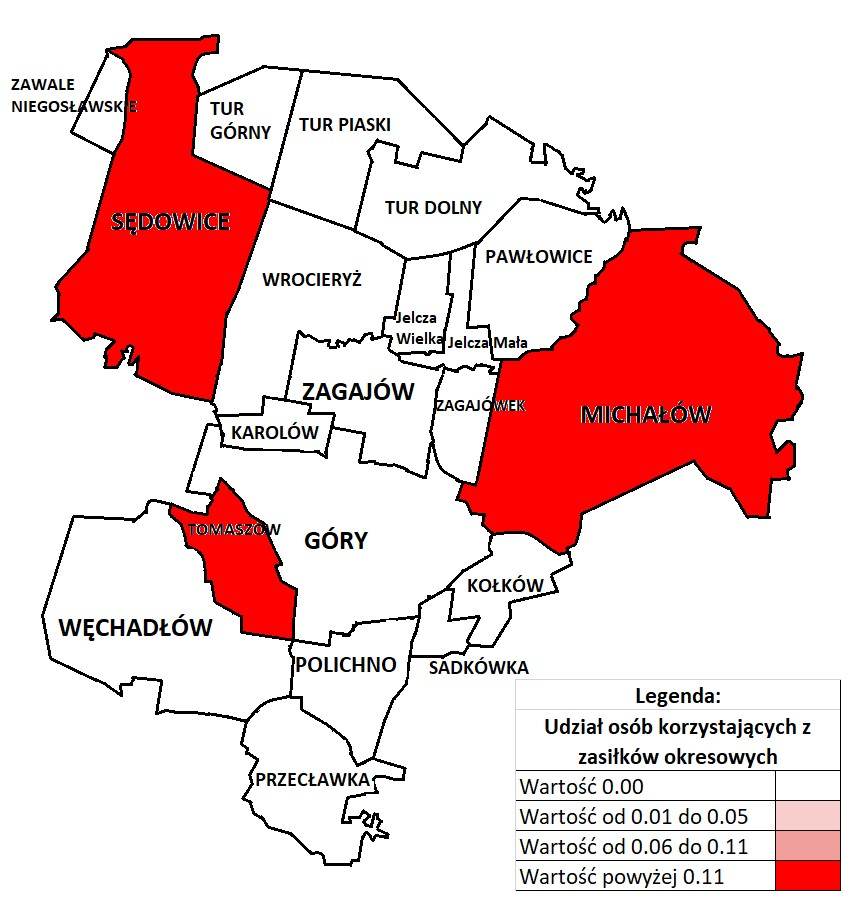 ZAWALE
NIEGOSŁAWSKIE
TUR
GÓRNY
TUR PIASKI
TUR DOLNY
SĘDOWICE
PAWŁOWICE
WROCIERYŻ
Jelcza
Wielka
Jelcza Mała
ZAGAJÓW
ZAGAJÓWEK
MICHAŁÓW
KAROLÓW
TOMASZÓW
GÓRY
KOŁKÓW
WĘCHADŁÓW
POLICHNO
SADKÓWKA
PRZECŁAWKA
Legenda:
Udział osób korzystających z
zasiłków okresowych
Wartość 0.00
Wartość od 0.01 do 0.05
Wartość od 0.06 do 0.11
Wartość powyżej 0.11